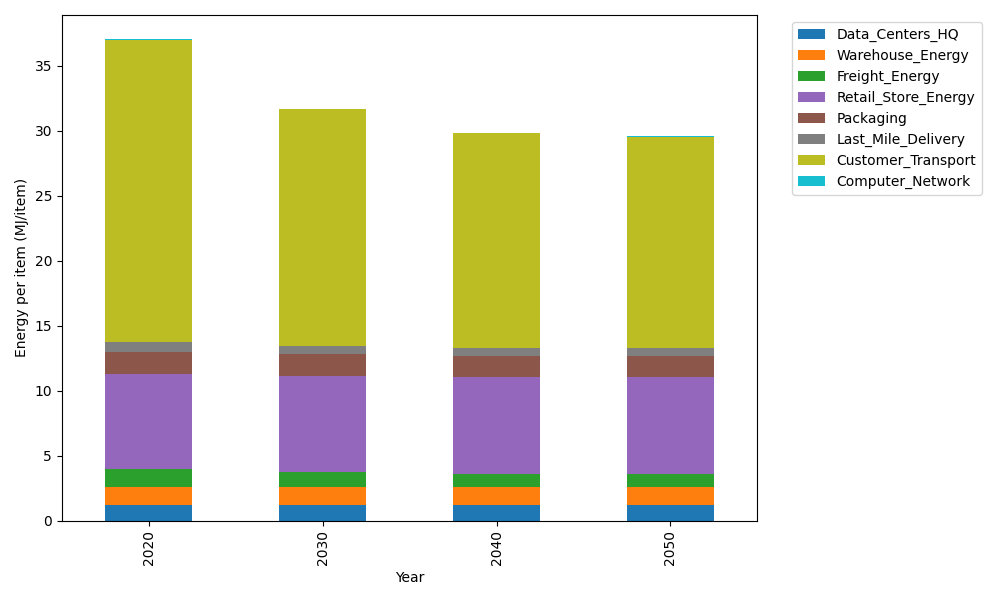 Energy per item (MJ/item)
35
30
25
20
15
10
5
0
2020
2030
2040
2050
Year
Data_Centers_HQ
Warehouse_Energy
Freight_Energy
Retail_Store_Energy
Packaging
Last_Mile_Delivery
Customer_Transport
Computer_Network